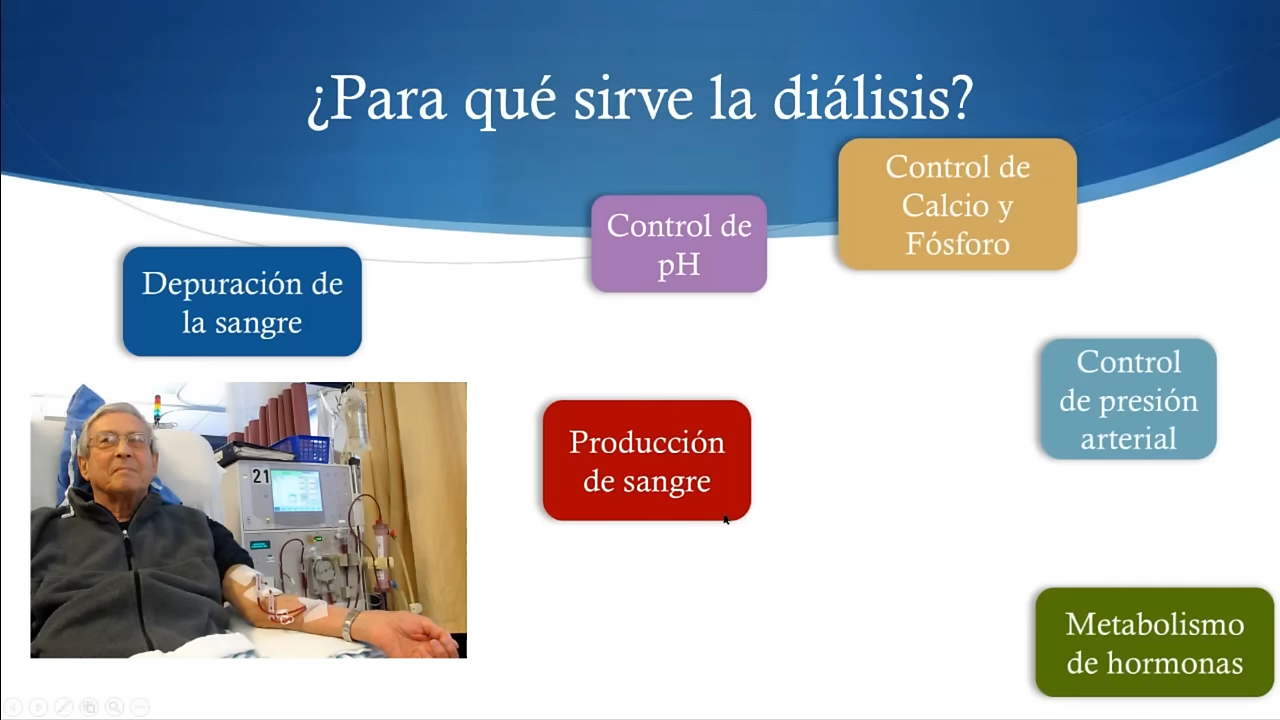 ¿Para qué sirve la diálisis?
Control de
Calcio y
Fósforo
Control de
pH
Depuración de
la sangre
Control
de presión
arterial
Producción
de sangre
21
Metabolismo
de hormonas